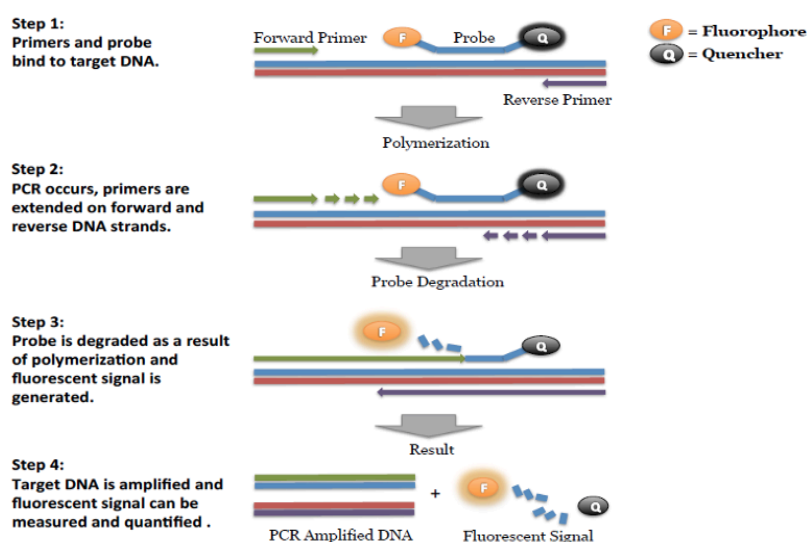 Step 1:
Primers and probe
bind to target DNA.
Forward Primer
F
Probe
Q
F = Fluorophore
Q = Quencher
Reverse Primer
Polymerization
Step 2:
PCR occurs, primers are
extended on forward and
reverse DNA strands.
F
Q
Probe Degradation
Step 3:
Probe is degraded as a result
of polymerization and
fluorescent signal is
generated.
F
Q
Result
Step 4:
Target DNA is amplified and
fluorescent signal can be
measured and quantified .
+
F
Q
PCR Amplified DNA
Fluorescent Signal